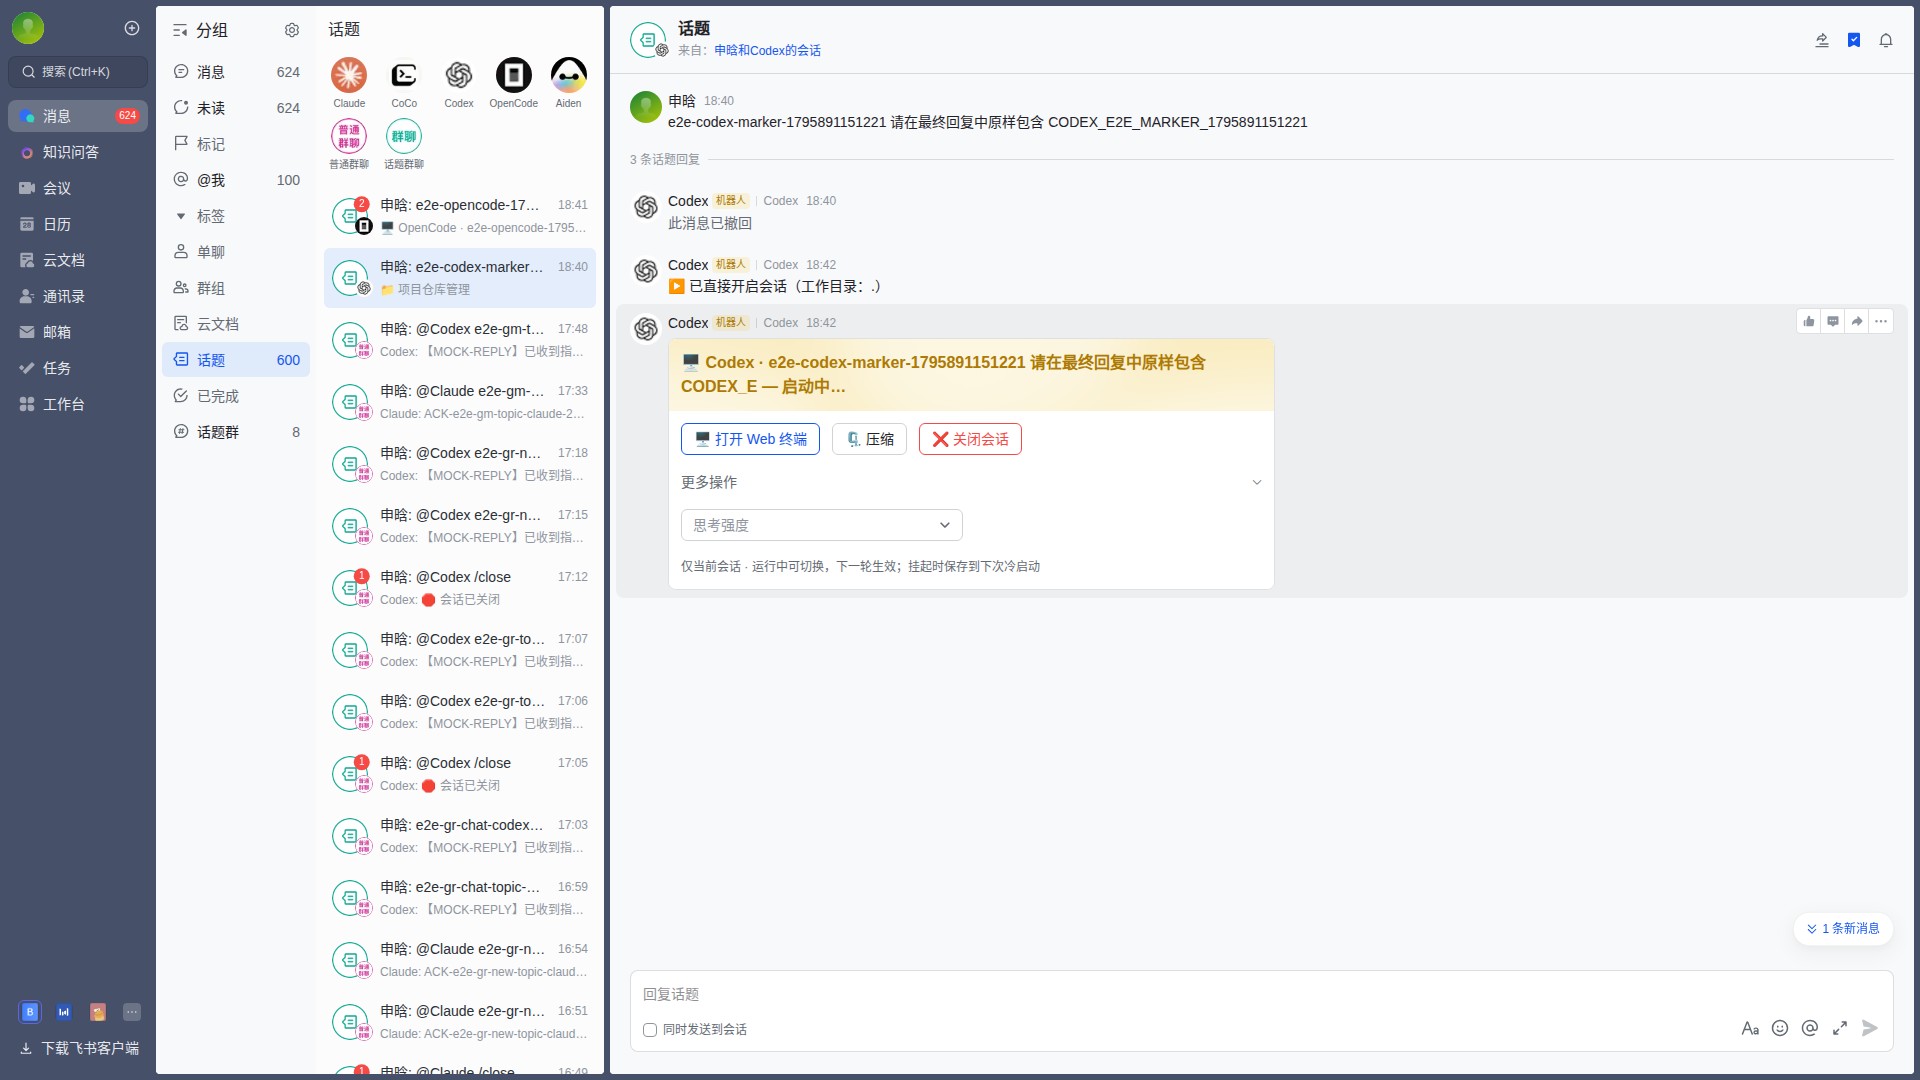 搜索 (Ctrl+K)
消息 624
知识问答
会议
日历
云文档
通讯录
邮箱
任务
工作台
下载飞书客户端
分组
消息 624
未读 624
标记
@我 100
标签
单聊
群组
云文档
话题 600
已完成
话题群 8
话题
Claude CoCo Codex OpenCode Aiden
普通群聊 群聊
普通群聊 话题群聊
2 申晗: e2e-opencode-17… 18:41
🖥️ OpenCode · e2e-opencode-1795…
申晗: e2e-codex-marker… 18:40
📁 项目仓库管理
申晗: @Codex e2e-gm-t… 17:48
Codex: 【MOCK-REPLY】已收到指…
申晗: @Claude e2e-gm-… 17:33
Claude: ACK-e2e-gm-topic-claude-2…
申晗: @Codex e2e-gr-n… 17:18
Codex: 【MOCK-REPLY】已收到指…
申晗: @Codex e2e-gr-n… 17:15
Codex: 【MOCK-REPLY】已收到指…
1 申晗: @Codex /close 17:12
Codex: 🛑 会话已关闭
申晗: @Codex e2e-gr-to… 17:07
Codex: 【MOCK-REPLY】已收到指…
申晗: @Codex e2e-gr-to… 17:06
Codex: 【MOCK-REPLY】已收到指…
1 申晗: @Codex /close 17:05
Codex: 🛑 会话已关闭
申晗: e2e-gr-chat-codex… 17:03
Codex: 【MOCK-REPLY】已收到指…
申晗: e2e-gr-chat-topic-… 16:59
Codex: 【MOCK-REPLY】已收到指…
申晗: @Claude e2e-gr-n… 16:54
Claude: ACK-e2e-gr-new-topic-claud…
申晗: @Claude e2e-gr-n… 16:51
Claude: ACK-e2e-gr-new-topic-claud…
1 申晗: @Claude /close 16:49
话题
来自：申晗和Codex的会话
申晗 18:40
e2e-codex-marker-1795891151221 请在最终回复中原样包含 CODEX_E2E_MARKER_1795891151221
3 条话题回复
Codex 机器人 | Codex 18:40
此消息已撤回
Codex 机器人 | Codex 18:42
▶️ 已直接开启会话（工作目录：.）
Codex 机器人 | Codex 18:42
🖥️ Codex · e2e-codex-marker-1795891151221 请在最终回复中原样包含
CODEX_E — 启动中…
🖥️ 打开 Web 终端 🗜️ 压缩 ❌ 关闭会话
更多操作
思考强度
仅当前会话 · 运行中可切换，下一轮生效；挂起时保存到下次冷启动
1 条新消息
回复话题
同时发送到会话